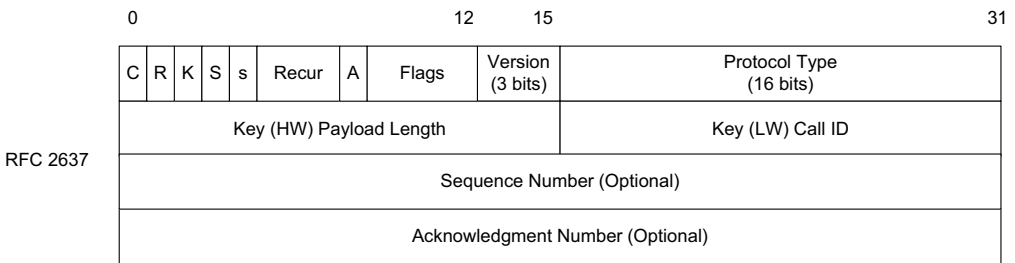 0 12 15 31
C R K S s Recur A Flags Version (3 bits) Protocol Type (16 bits)
Key (HW) Payload Length Key (LW) Call ID
RFC 2637
Sequence Number (Optional)
Acknowledgment Number (Optional)